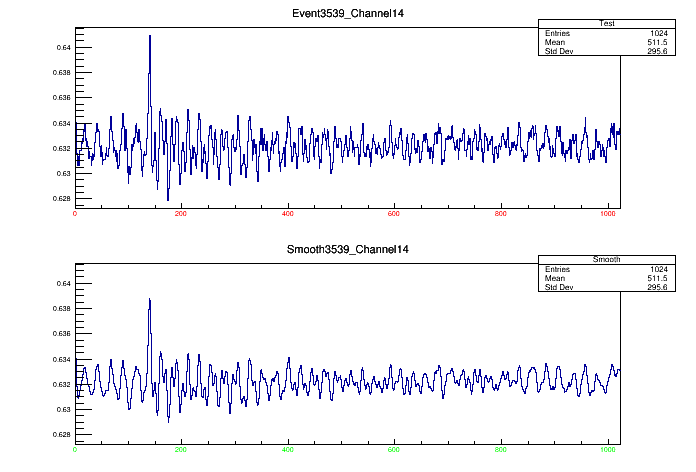 Event3539_Channel14
Test
Entries 1024
Mean 511.5
Std Dev 295.6
0.64
0.638
0.636
0.634
0.632
0.63
0.628
0 200 400 600 800 1000
Smooth3539_Channel14
Smooth
Entries 1024
Mean 511.5
Std Dev 295.6
0.64
0.638
0.636
0.634
0.632
0.63
0.628
0 200 400 600 800 1000